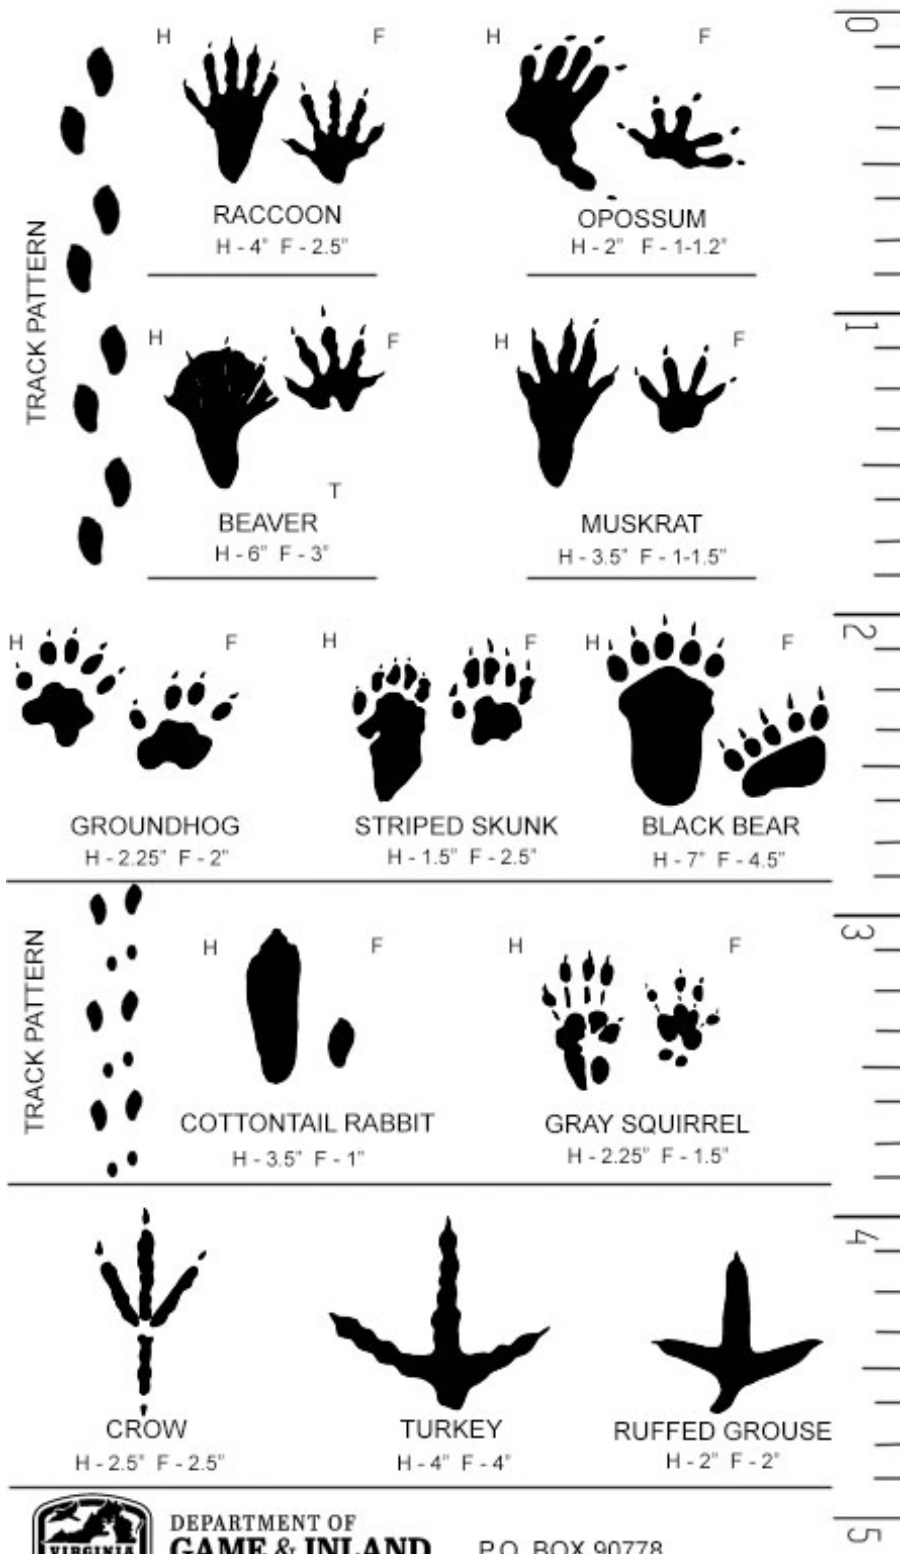 H F H F
RACCOON OPOSSUM
H - 4" F - 2.5" H - 2" F - 1-1.2"
TRACK PATTERN
H F H F
T
BEAVER MUSKRAT
H - 6" F - 3" H - 3.5" F - 1-1.5"
H F H F H F
GROUNDHOG STRIPED SKUNK BLACK BEAR
H - 2.25" F - 2" H - 1.5" F - 2.5" H - 7" F - 4.5"
TRACK PATTERN
H F H F
COTTONTAIL RABBIT GRAY SQUIRREL
H - 3.5" F - 1" H - 2.25" F - 1.5"
CROW TURKEY RUFFED GROUSE
H - 2.5" F - 2.5" H - 4" F - 4" H - 2" F - 2"
VIRGINIA
DEPARTMENT OF
GAME & INLAND P.O. BOX 90778
0
1
2
3
4
5